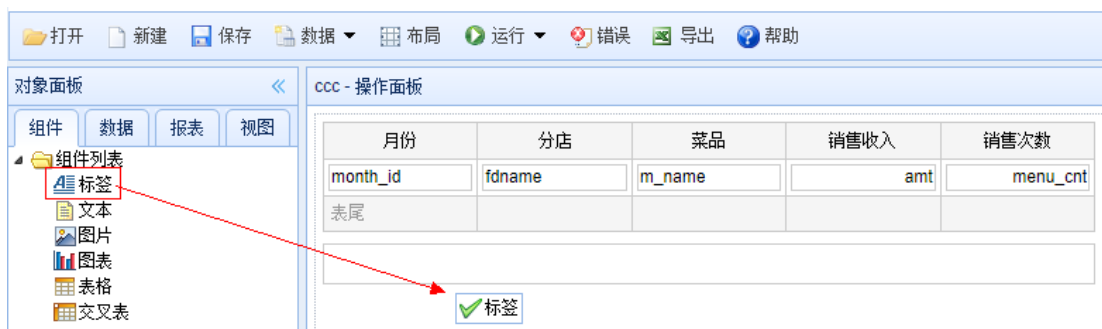 打开 新建 保存 数据 布局 运行 错误 导出 帮助
对象面板
组件 数据 报表 视图
组件列表
标签
文本
图片
图表
表格
交叉表
ccc - 操作面板
月份 分店 菜品 销售收入 销售次数
month_id fdname m_name amt menu_cnt
表尾
标签